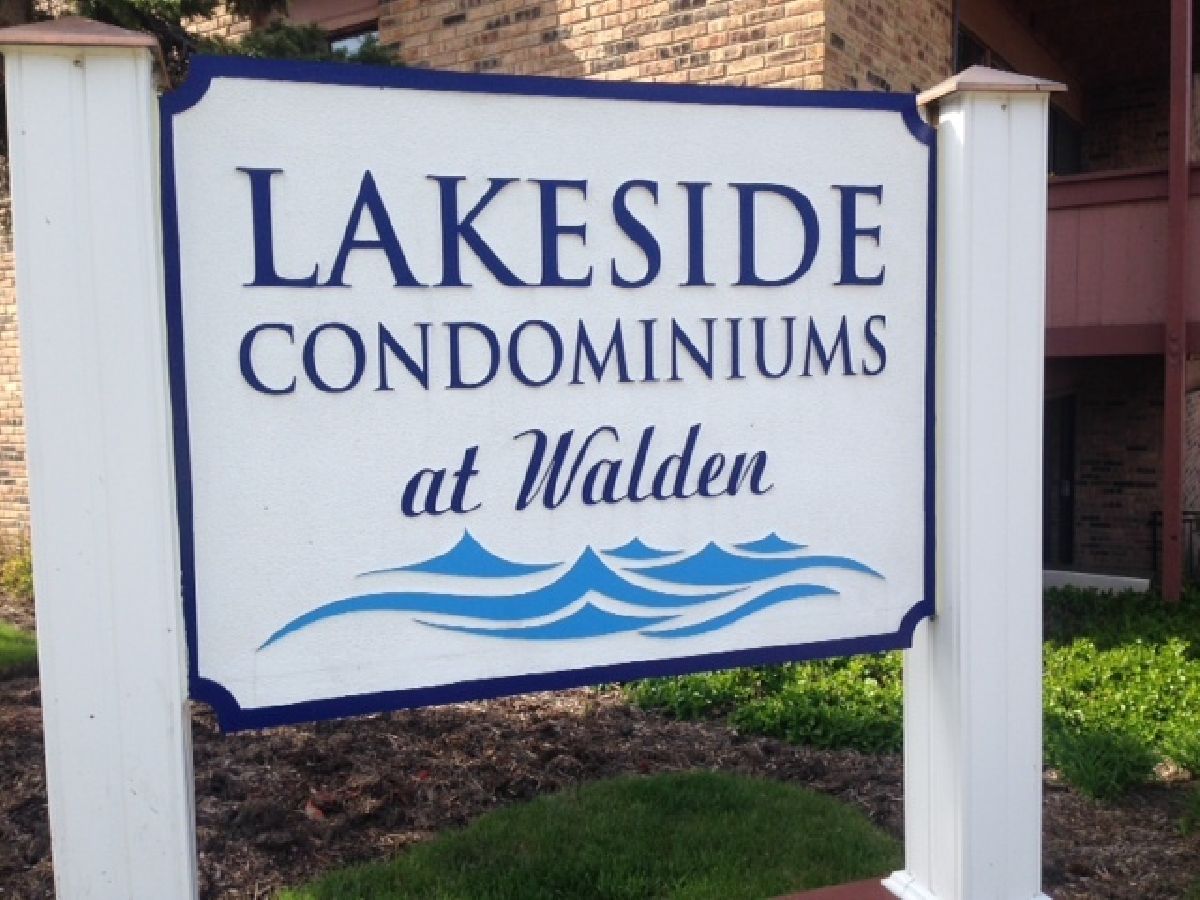 LAKESIDE
CONDOMINIUMS
at Walden